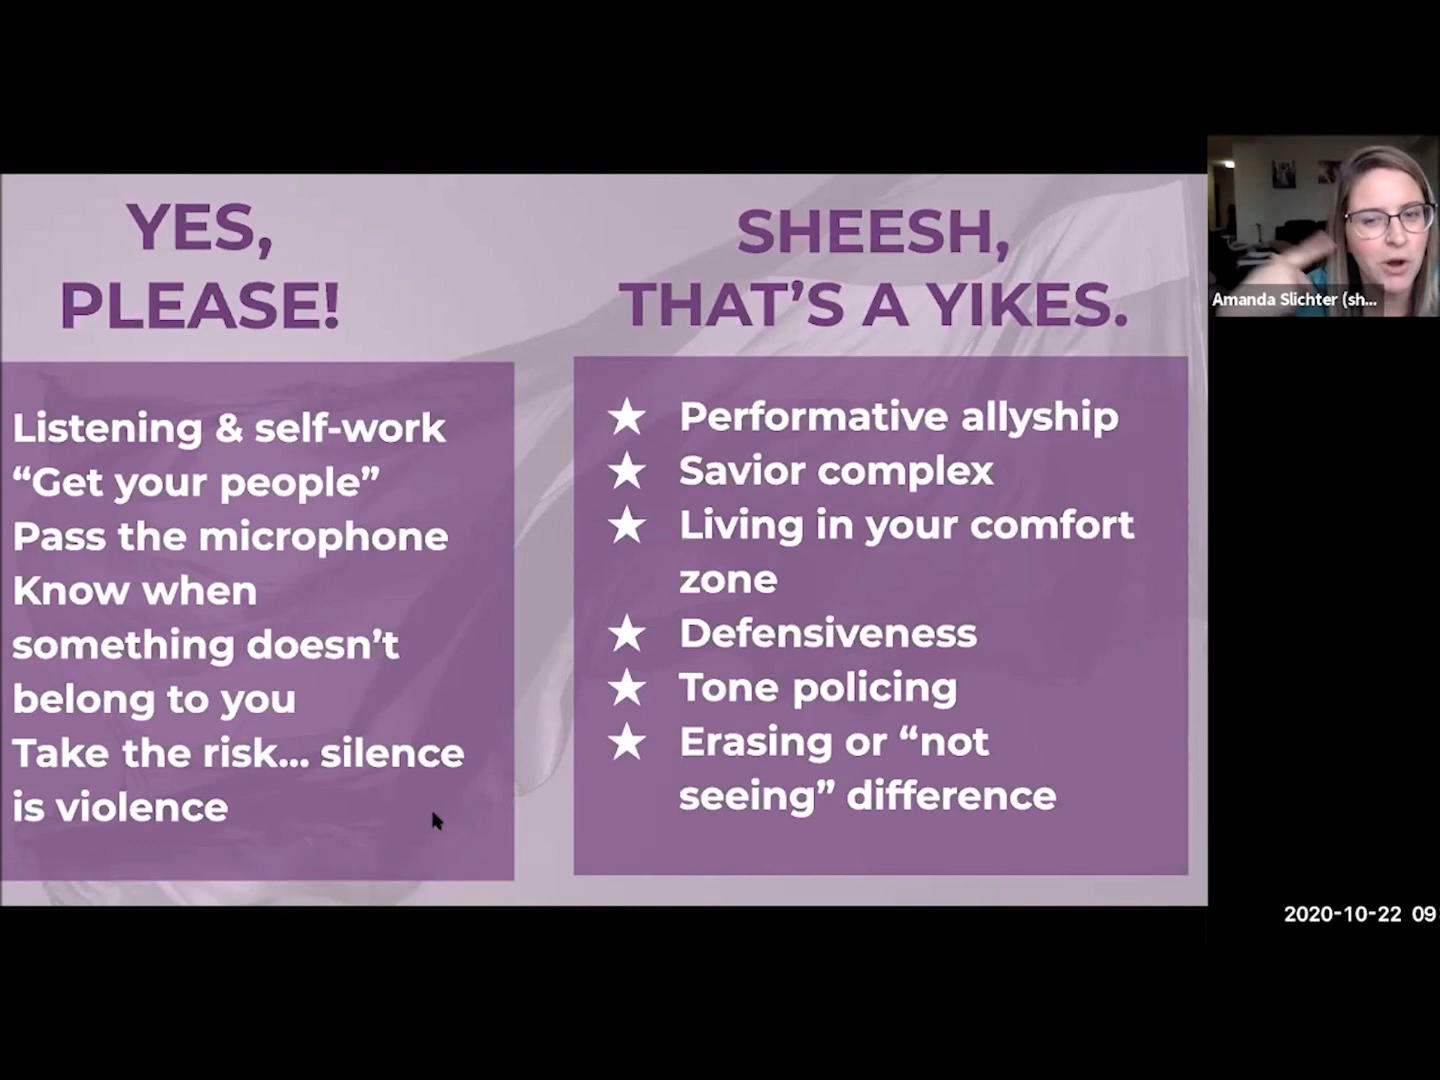 YES,
PLEASE!
Listening & self-work
“Get your people”
Pass the microphone
Know when
something doesn’t
belong to you
Take the risk... silence
is violence
SHEESH,
THAT’S A YIKES.
★ Performative allyship
★ Savior complex
★ Living in your comfort
zone
★ Defensiveness
★ Tone policing
★ Erasing or “not
seeing” difference
Amanda Slichter (sh...
2020-10-22 09